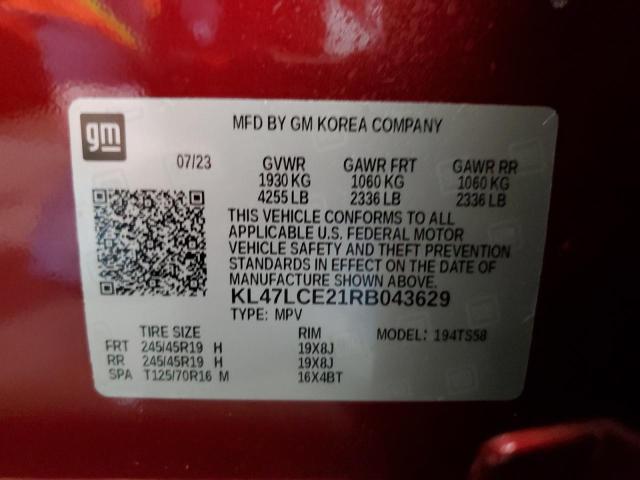 gm
MFD BY GM KOREA COMPANY
07/23 GVWR GAWR FRT GAWR RR
1930 KG 1060 KG 1060 KG
4255 LB 2336 LB 2336 LB
THIS VEHICLE CONFORMS TO ALL
APPLICABLE U.S. FEDERAL MOTOR
VEHICLE SAFETY AND THEFT PREVENTION
STANDARDS IN EFFECT ON THE DATE OF
MANUFACTURE SHOWN ABOVE.
KL47LCE21RB043629
TYPE: MPV
TIRE SIZE RIM MODEL: 194TS58
FRT 245/45R19 H 19X8J
RR 245/45R19 H 19X8J
SPA T125/70R16 M 16X4BT